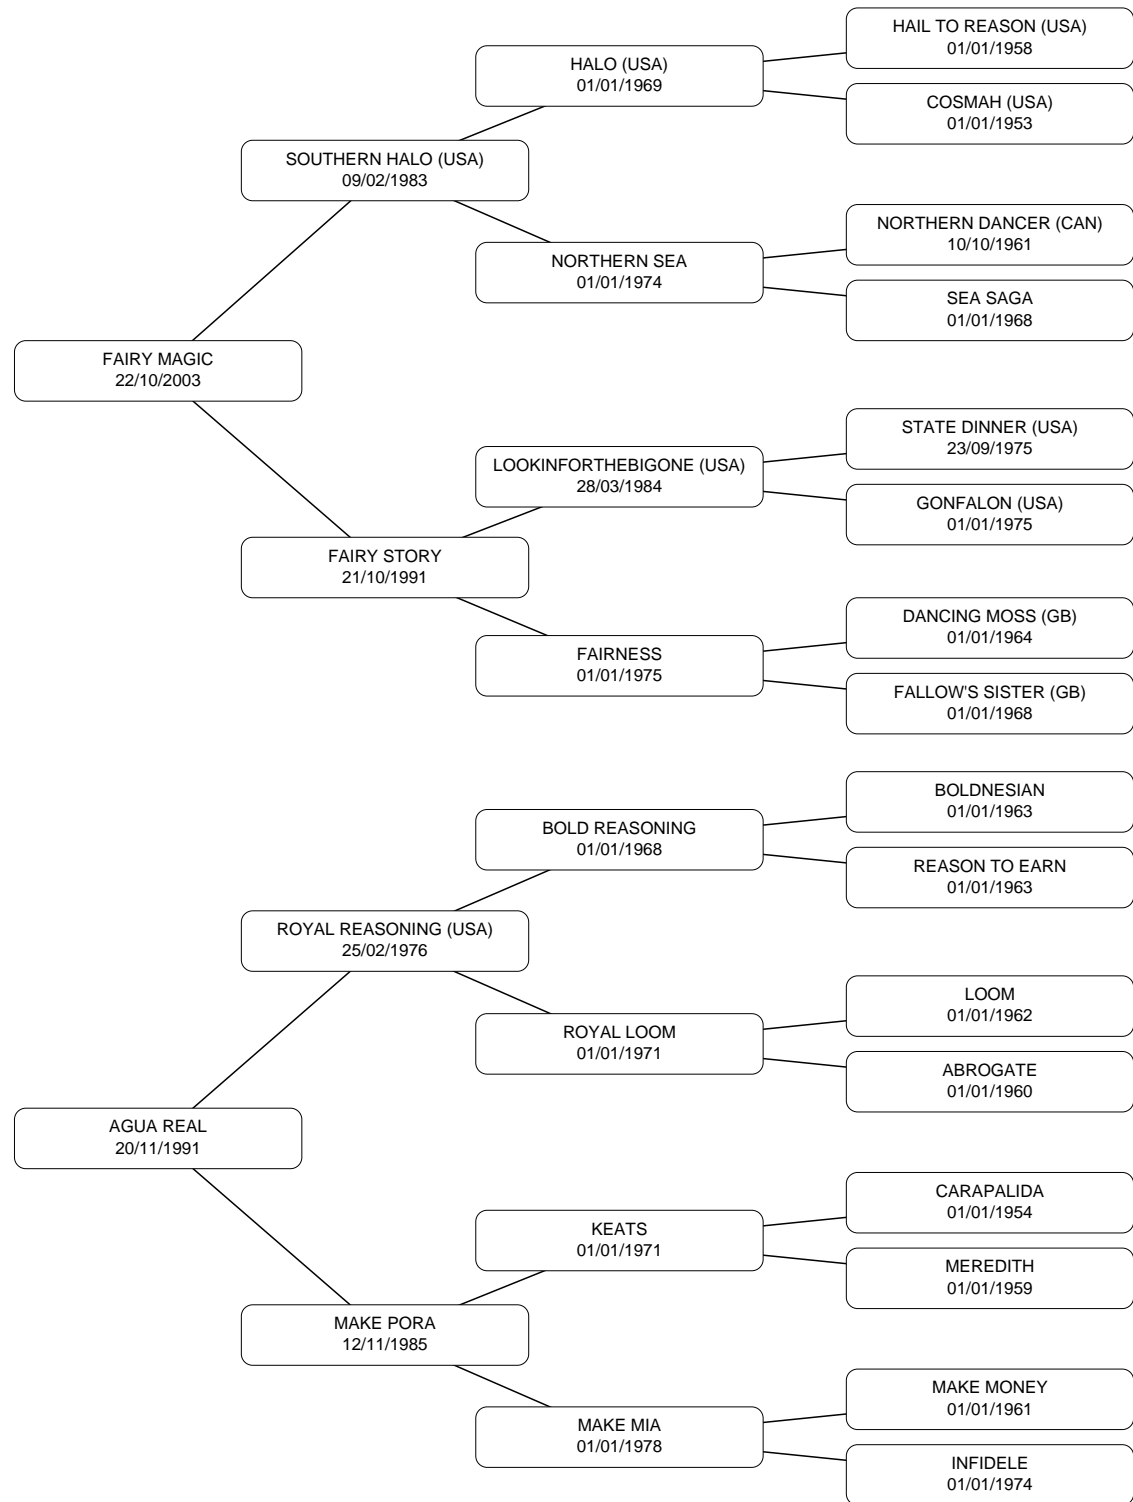 HAIL TO REASON (USA)
01/01/1958
HALO (USA)
01/01/1969
COSMAH (USA)
01/01/1953
SOUTHERN HALO (USA)
09/02/1983
NORTHERN DANCER (CAN)
10/10/1961
NORTHERN SEA
01/01/1974
SEA SAGA
01/01/1968
FAIRY MAGIC
22/10/2003
STATE DINNER (USA)
23/09/1975
LOOKINFORTHEBIGONE (USA)
28/03/1984
GONFALON (USA)
01/01/1975
FAIRY STORY
21/10/1991
DANCING MOSS (GB)
01/01/1964
FAIRNESS
01/01/1975
FALLOW'S SISTER (GB)
01/01/1968
BOLDNESIAN
01/01/1963
BOLD REASONING
01/01/1968
REASON TO EARN
01/01/1963
ROYAL REASONING (USA)
25/02/1976
LOOM
01/01/1962
ROYAL LOOM
01/01/1971
ABROGATE
01/01/1960
AGUA REAL
20/11/1991
CARAPALIDA
01/01/1954
KEATS
01/01/1971
MEREDITH
01/01/1959
MAKE PORA
12/11/1985
MAKE MONEY
01/01/1961
MAKE MIA
01/01/1978
INFIDELE
01/01/1974